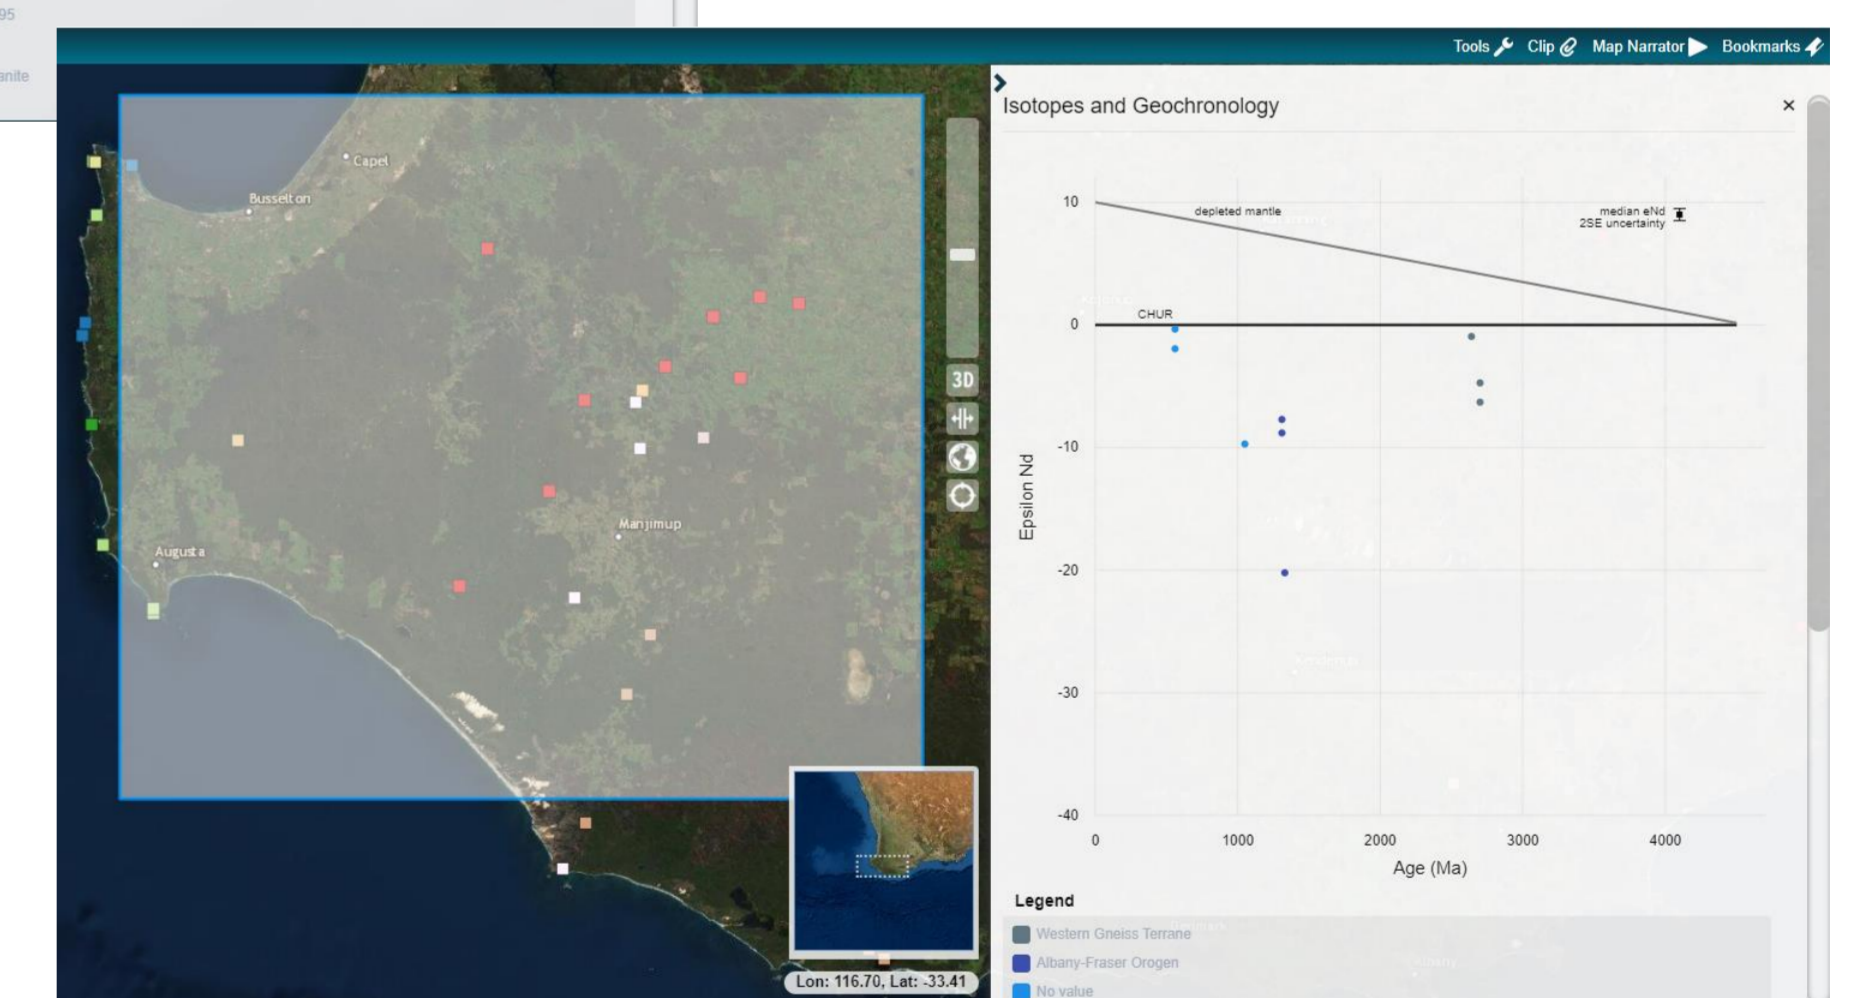 95
anite
Tools Clip Map Narrator Bookmarks
Isotopes and Geochronology ×
Capel
Busselton
Manjimup
Augusta
3D
Lon: 116.70, Lat: -33.41
10
0
-10
-20
-30
-40
depleted mantle
median eNd
2SE uncertainty
CHUR
Epsilon Nd
0 1000 2000 3000 4000
Age (Ma)
Legend
Western Gneiss Terrane
Albany-Fraser Orogen
No value